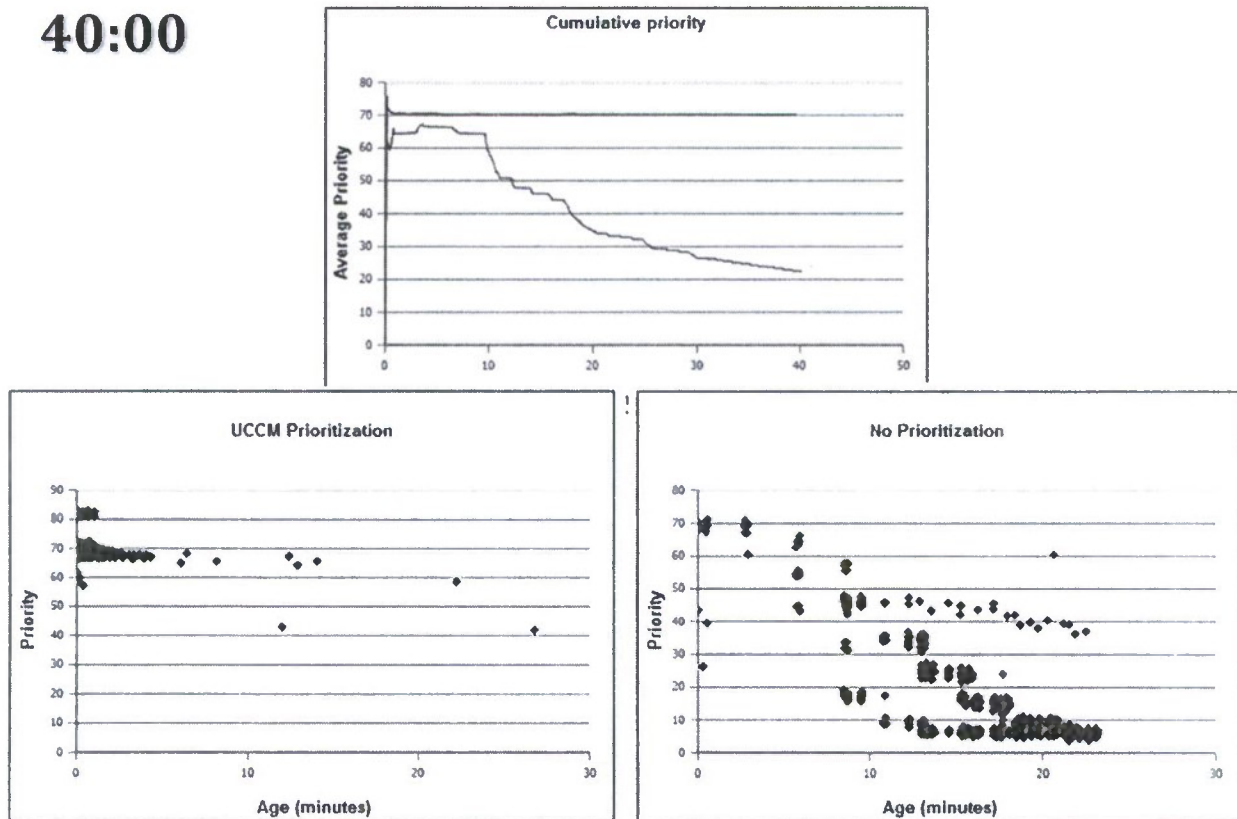 40:00
Cumulative priority
Average Priority
80
70
60
50
40
30
20
10
0
0 10 20 30 40 50
UCCM Prioritization
Priority
90
80
70
60
50
40
30
20
10
0
0 10 20 30
Age (minutes)
No Prioritization
Priority
80
70
60
50
40
30
20
10
0
0 10 20 30
Age (minutes)